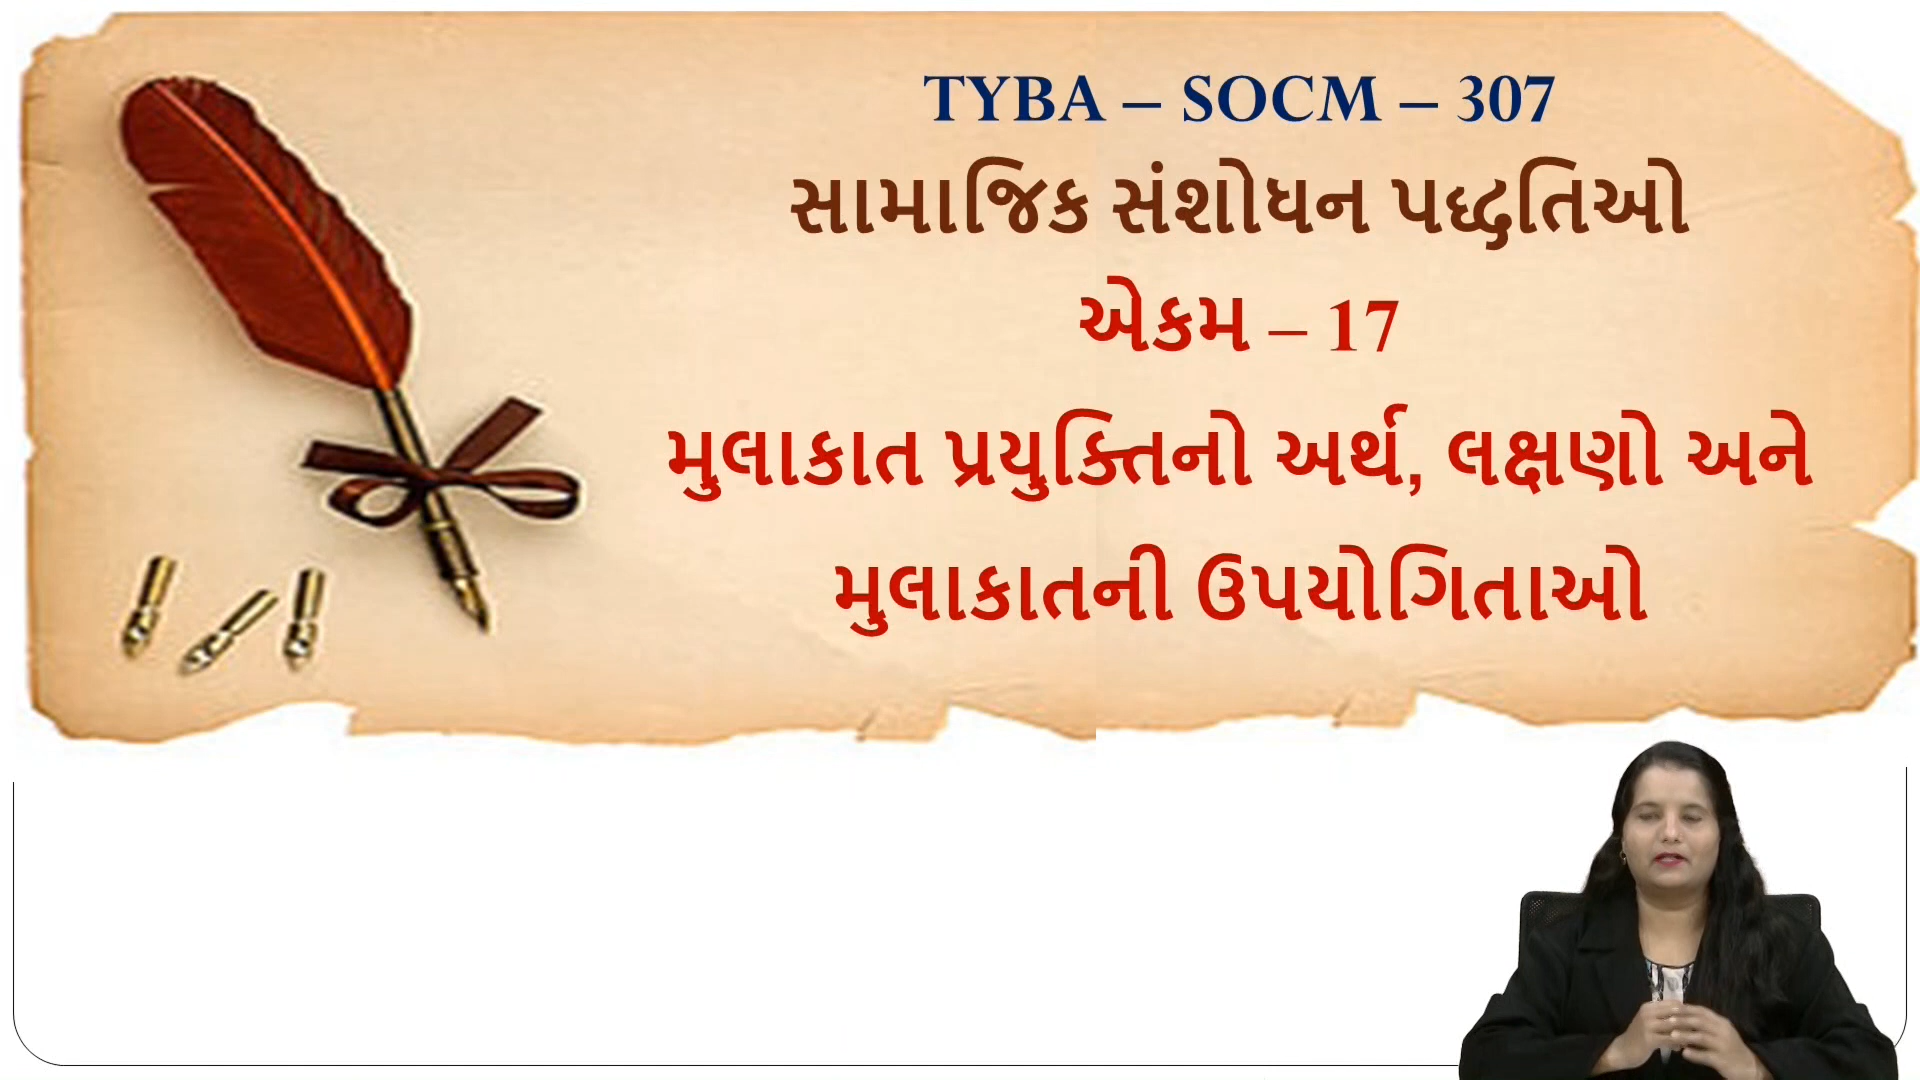 TYBA – SOCM – 307
સામાજિક સંશોધન પદ્ધતિઓ
એકમ – 17
મુલાકાત પ્રયુક્તિનો અર્થ, લક્ષણો અને
મુલાકાતની ઉપયોગિતાઓ